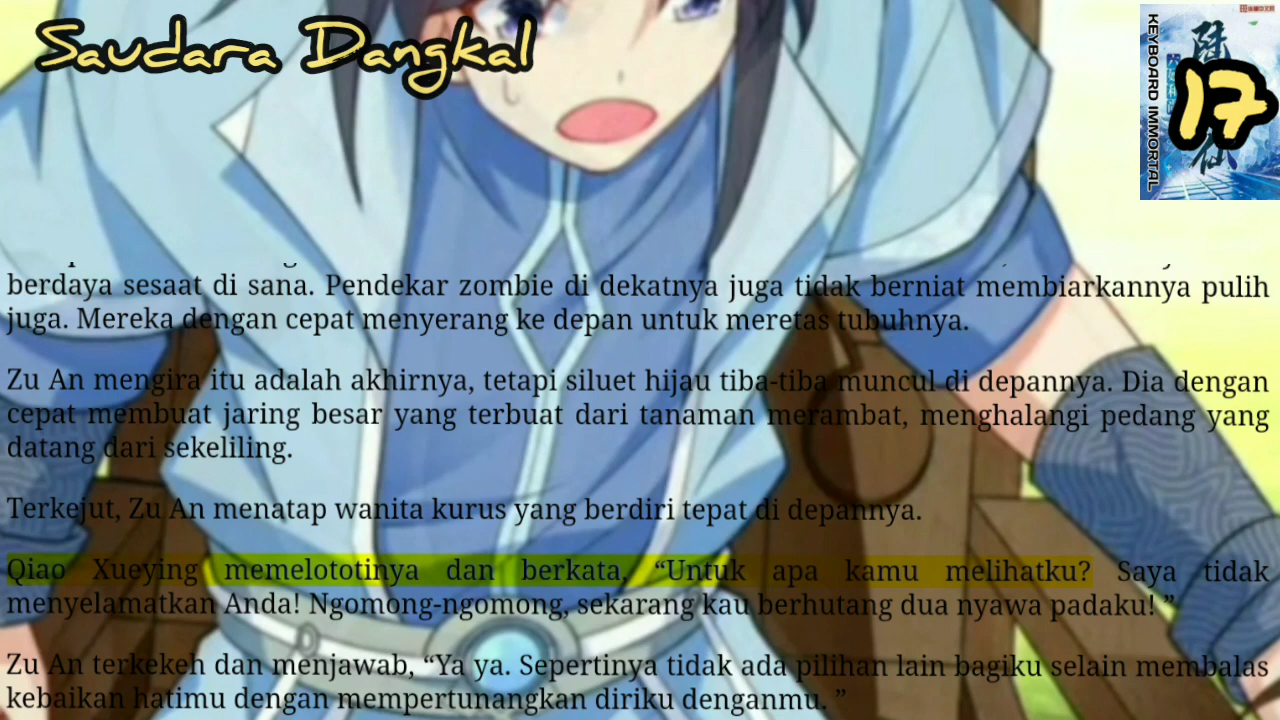 Saudara Dangkal
KEYBOARD IMMORTAL
17
berdaya sesaat di sana. Pendekar zombie di dekatnya juga tidak berniat membiarkannya pulih
juga. Mereka dengan cepat menyerang ke depan untuk meretas tubuhnya.
Zu An mengira itu adalah akhirnya, tetapi siluet hijau tiba-tiba muncul di depannya. Dia dengan
cepat membuat jaring besar yang terbuat dari tanaman merambat, menghalangi pedang yang
datang dari sekeliling.
Terkejut, Zu An menatap wanita kurus yang berdiri tepat di depannya.
Qiao Xueying memelototinya dan berkata, “Untuk apa kamu melihatku? Saya tidak
menyelamatkan Anda! Ngomong-ngomong, sekarang kau berhutang dua nyawa padaku! ”
Zu An terkekeh dan menjawab, “Ya ya. Sepertinya tidak ada pilihan lain bagiku selain membalas
kebaikan hatimu dengan mempertunangkan diriku denganmu. ”